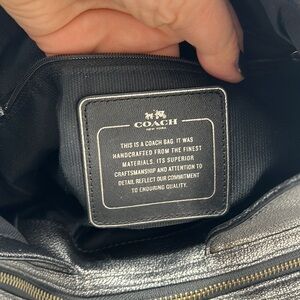 COACH
NEW YORK
THIS IS A COACH BAG. IT WAS
HANDCRAFTED FROM THE FINEST
MATERIALS. ITS SUPERIOR
CRAFTSMANSHIP AND ATTENTION TO
DETAIL REFLECT OUR COMMITMENT
TO ENDURING QUALITY.